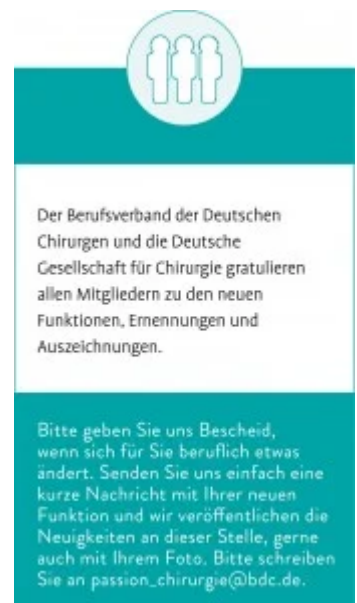 Der Berufsverband der Deutschen
Chirurgen und die Deutsche
Gesellschaft für Chirurgie gratulieren
allen Mitgliedern zu den neuen
Funktionen, Ernennungen und
Auszeichnungen.
Bitte geben Sie uns Bescheid,
wenn sich für Sie beruflich etwas
ändert. Senden Sie uns einfach eine
kurze Nachricht mit Ihrer neuen
Funktion und wir veröffentlichen die
Neuigkeiten an dieser Stelle, gerne
auch mit Ihrem Foto. Bitte schreiben
Sie an passion_chirurgie@bdc.de.